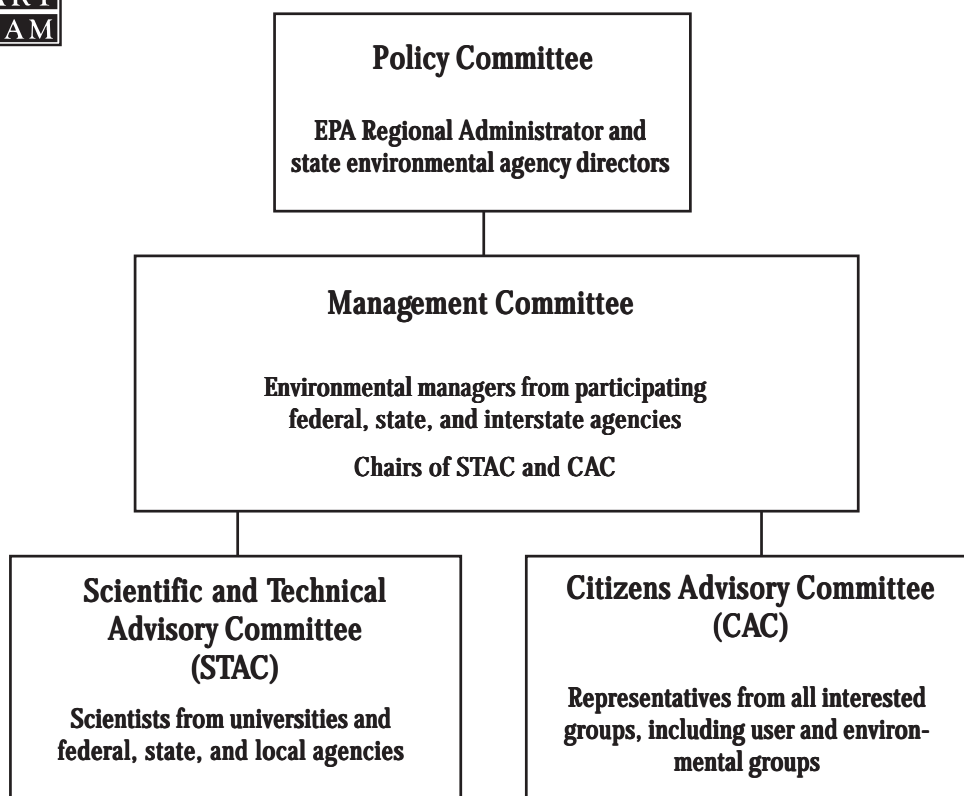 AM
Policy Committee
EPA Regional Administrator and
state environmental agency directors
Management Committee
Environmental managers from participating
federal, state, and interstate agencies
Chairs of STAC and CAC
Scientific and Technical
Advisory Committee
(STAC)
Scientists from universities and
federal, state, and local agencies
Citizens Advisory Committee
(CAC)
Representatives from all interested
groups, including user and environ-
mental groups